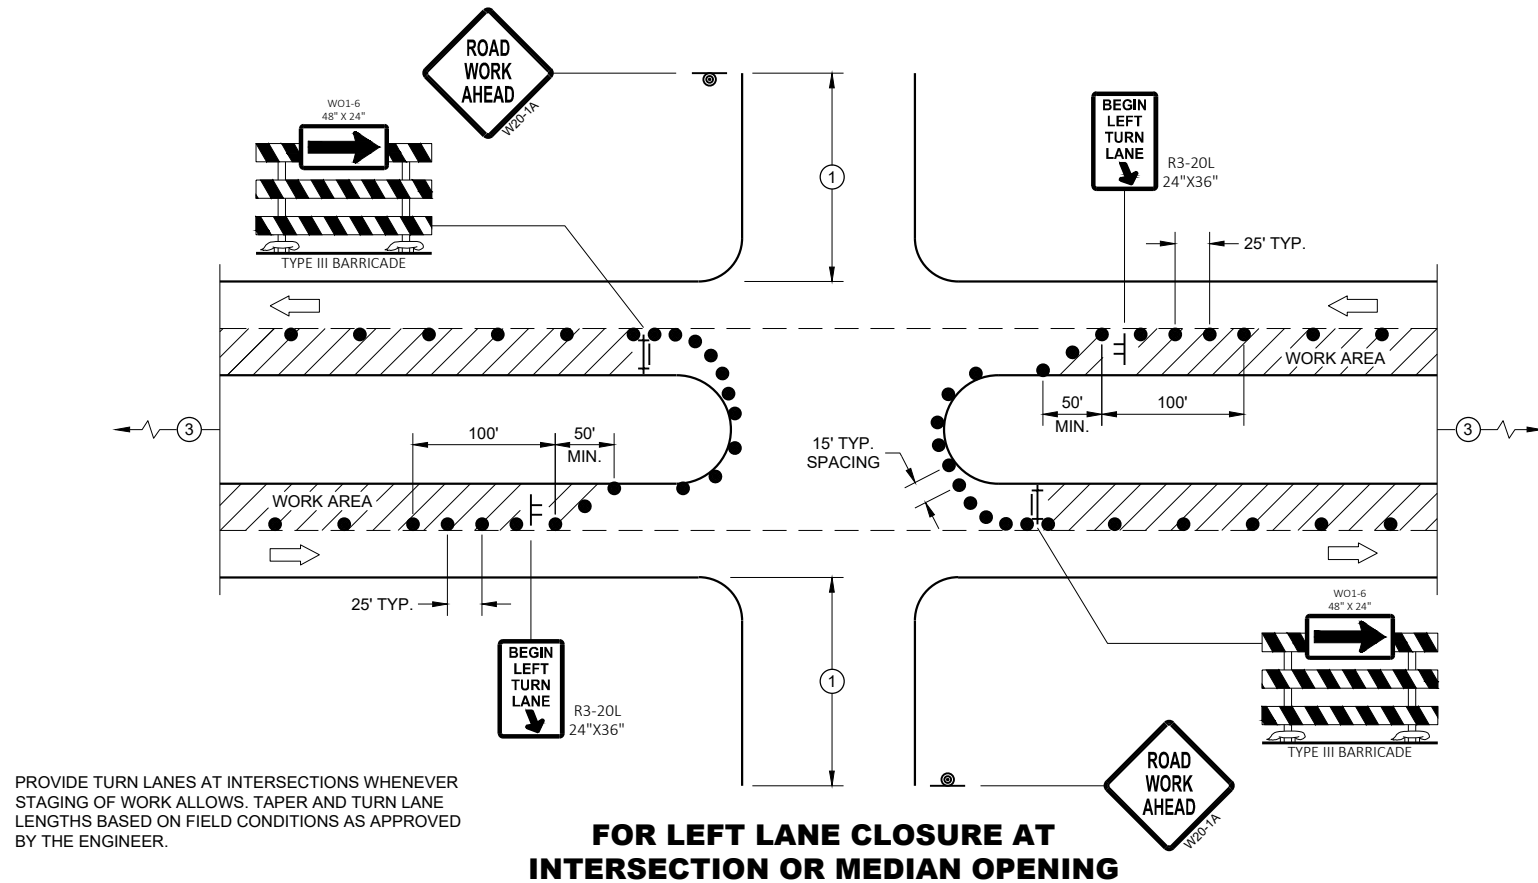 ROAD
WORK
AHEAD
W20-1A
WO1-6
48" X 24"
TYPE III BARRICADE
1
BEGIN
LEFT
TURN
LANE
R3-20L
24"X36"
25' TYP.
WORK AREA
50'
MIN.
100'
3
3
100'
50'
MIN.
15' TYP.
SPACING
WORK AREA
25' TYP.
BEGIN
LEFT
TURN
LANE
R3-20L
24"X36"
1
WO1-6
48" X 24"
TYPE III BARRICADE
ROAD
WORK
AHEAD
W20-1A
PROVIDE TURN LANES AT INTERSECTIONS WHENEVER
STAGING OF WORK ALLOWS. TAPER AND TURN LANE
LENGTHS BASED ON FIELD CONDITIONS AS APPROVED
BY THE ENGINEER.
FOR LEFT LANE CLOSURE AT
INTERSECTION OR MEDIAN OPENING